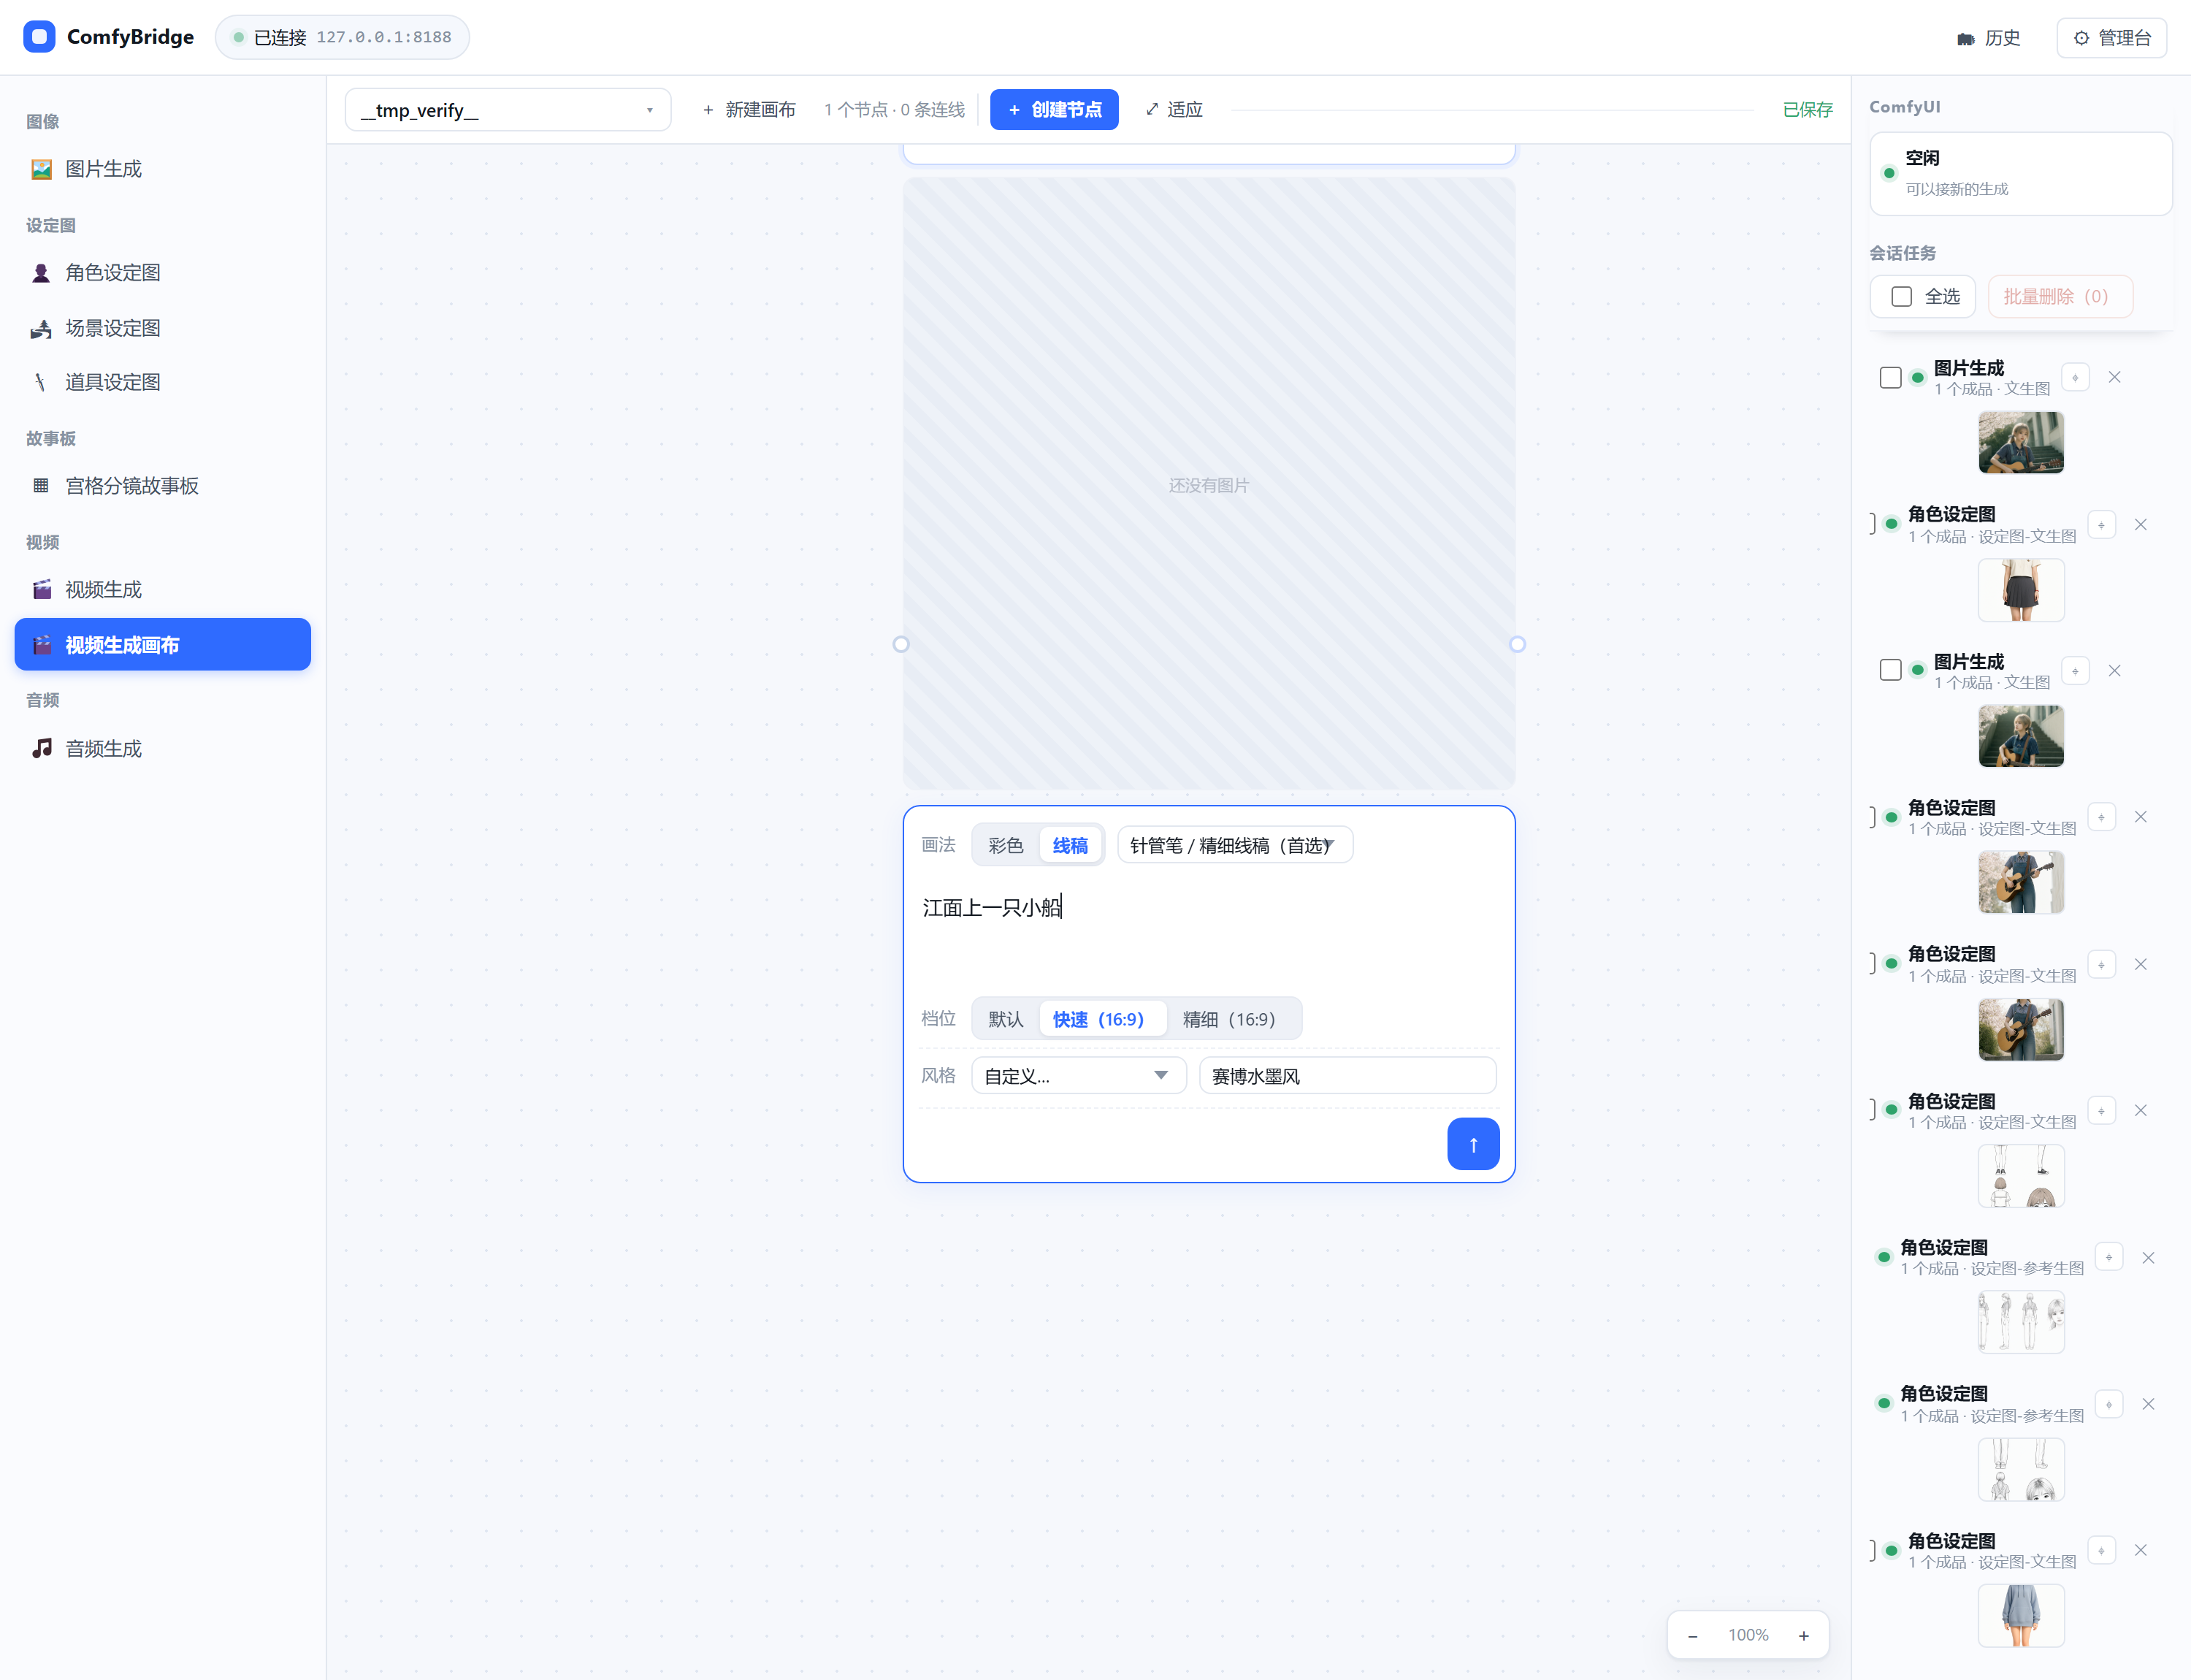 ComfyBridge
已连接 127.0.0.1:8188
历史
管理台
图像
图片生成
设定图
角色设定图
场景设定图
道具设定图
故事板
宫格分镜故事板
视频
视频生成
视频生成画布
音频
音频生成
__tmp_verify__
+ 新建画布
1 个节点 · 0 条连线
+ 创建节点
适应
已保存
还没有图片
画法
彩色
线稿
针管笔 / 精细线稿（首选）
江面上一只小船
档位
默认
快速（16:9）
精细（16:9）
风格
自定义...
赛博水墨风
↑
− 100% +
ComfyUI
空闲
可以接新的生成
会话任务
全选
批量删除（0）
图片生成
1 个成品 · 文生图
角色设定图
1 个成品 · 设定图-文生图
图片生成
1 个成品 · 文生图
角色设定图
1 个成品 · 设定图-文生图
角色设定图
1 个成品 · 设定图-文生图
角色设定图
1 个成品 · 设定图-文生图
角色设定图
1 个成品 · 设定图-参考生图
角色设定图
1 个成品 · 设定图-参考生图
角色设定图
1 个成品 · 设定图-文生图